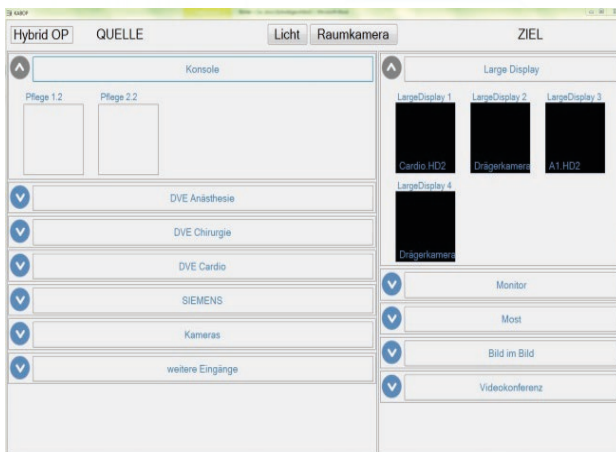 Hybrid OP
QUELLE
Licht
Raumkamera
ZIEL
Konsole
Pflege 1.2
Pflege 2.2
DVE Anästhesie
DVE Chirurgie
DVE Cardio
SIEMENS
Kameras
weitere Eingänge
Large Display
LargeDisplay 1
LargeDisplay 2
LargeDisplay 3
Cardio HD2
Drägerkamera
A1 HD2
LargeDisplay 4
Drägerkamera
Monitor
Most
Bild im Bild
Videokonferenz